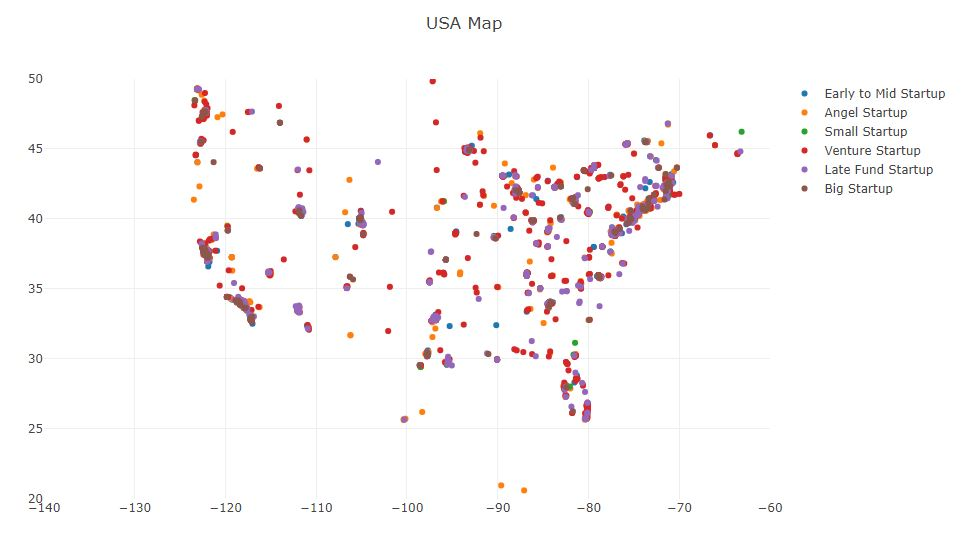 USA Map
50
45
40
35
30
25
20
−140
−130
−120
−110
−100
−90
−80
−70
−60
Early to Mid Startup
Angel Startup
Small Startup
Venture Startup
Late Fund Startup
Big Startup